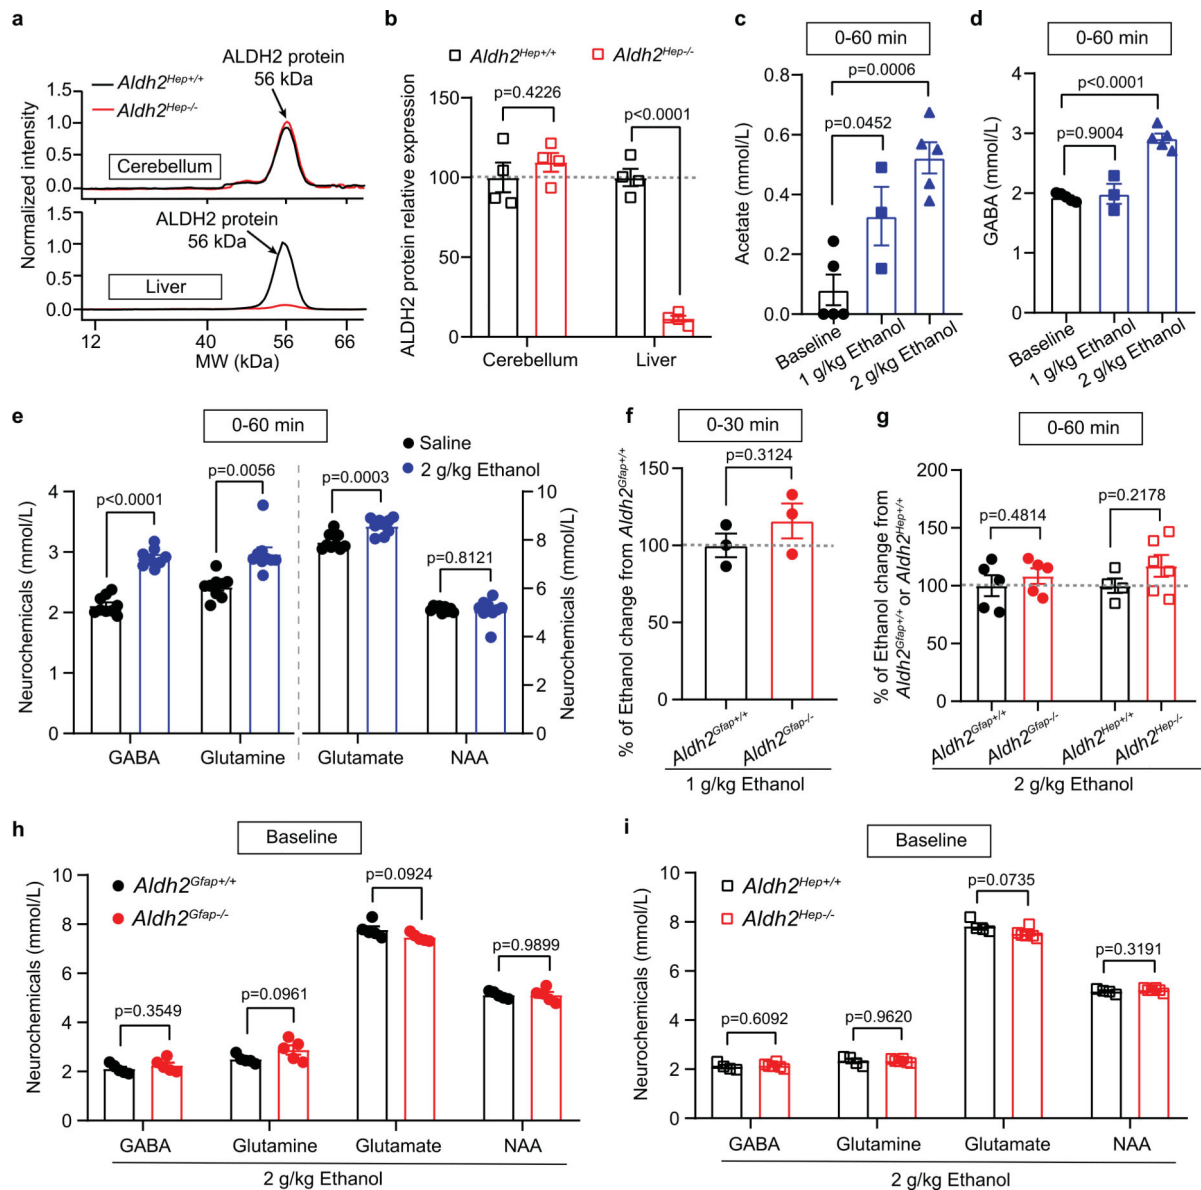 a
ALDH2 protein
56 kDa
Aldh2Hep+/+
Aldh2Hep-/-
Normalized intensity
1.5
1.0
0.5
0.0
Cerebellum
ALDH2 protein
56 kDa
1.5
1.0
0.5
0.0
Liver
12
40
56
66
MW (kDa)
b
Aldh2Hep+/+
Aldh2Hep-/-
ALDH2 protein relative expression
150
100
50
0
p=0.4226
p<0.0001
Cerebellum
Liver
c
0-60 min
p=0.0006
p=0.0452
Acetate (mmol/L)
0.8
0.6
0.4
0.2
0.0
Baseline
1 g/kg Ethanol
2 g/kg Ethanol
d
0-60 min
p<0.0001
p=0.9004
GABA (mmol/L)
4
3
2
1
0
Baseline
1 g/kg Ethanol
2 g/kg Ethanol
e
0-60 min
Saline
2 g/kg Ethanol
p<0.0001
p=0.0056
p=0.0003
p=0.8121
Neurochemicals (mmol/L)
4
3
2
1
0
10
8
6
4
2
0
Neurochemicals (mmol/L)
GABA
Glutamine
Glutamate
NAA
f
0-30 min
p=0.3124
% of Ethanol change from Aldh2Gfap+/+
150
100
50
0
Aldh2Gfap+/+
Aldh2Gfap-/-
1 g/kg Ethanol
g
0-60 min
% of Ethanol change from
Aldh2Gfap+/+ or Aldh2Hep+/+
200
150
100
50
0
p=0.4814
p=0.2178
Aldh2Gfap+/+
Aldh2Gfap-/-
Aldh2Hep+/+
Aldh2Hep-/-
2 g/kg Ethanol
h
Baseline
Aldh2Gfap+/+
Aldh2Gfap-/-
Neurochemicals (mmol/L)
10
8
6
4
2
0
p=0.3549
p=0.0961
p=0.0924
p=0.9899
GABA
Glutamine
Glutamate
NAA
2 g/kg Ethanol
i
Baseline
Aldh2Hep+/+
Aldh2Hep-/-
Neurochemicals (mmol/L)
10
8
6
4
2
0
p=0.6092
p=0.9620
p=0.0735
p=0.3191
GABA
Glutamine
Glutamate
NAA
2 g/kg Ethanol